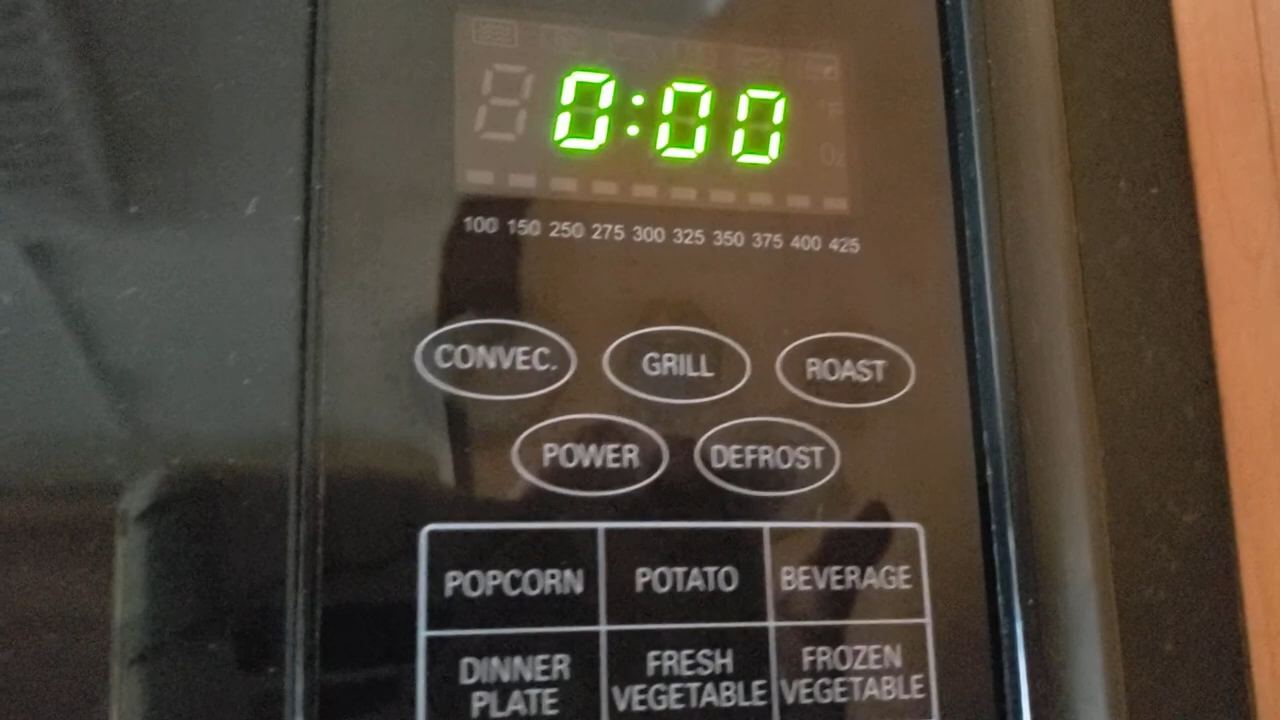 0:00
100 150 250 275 300 325 350 375 400 425
CONVEC. GRILL ROAST
POWER DEFROST
POPCORN POTATO BEVERAGE
DINNER PLATE
FRESH VEGETABLE
FROZEN VEGETABLE